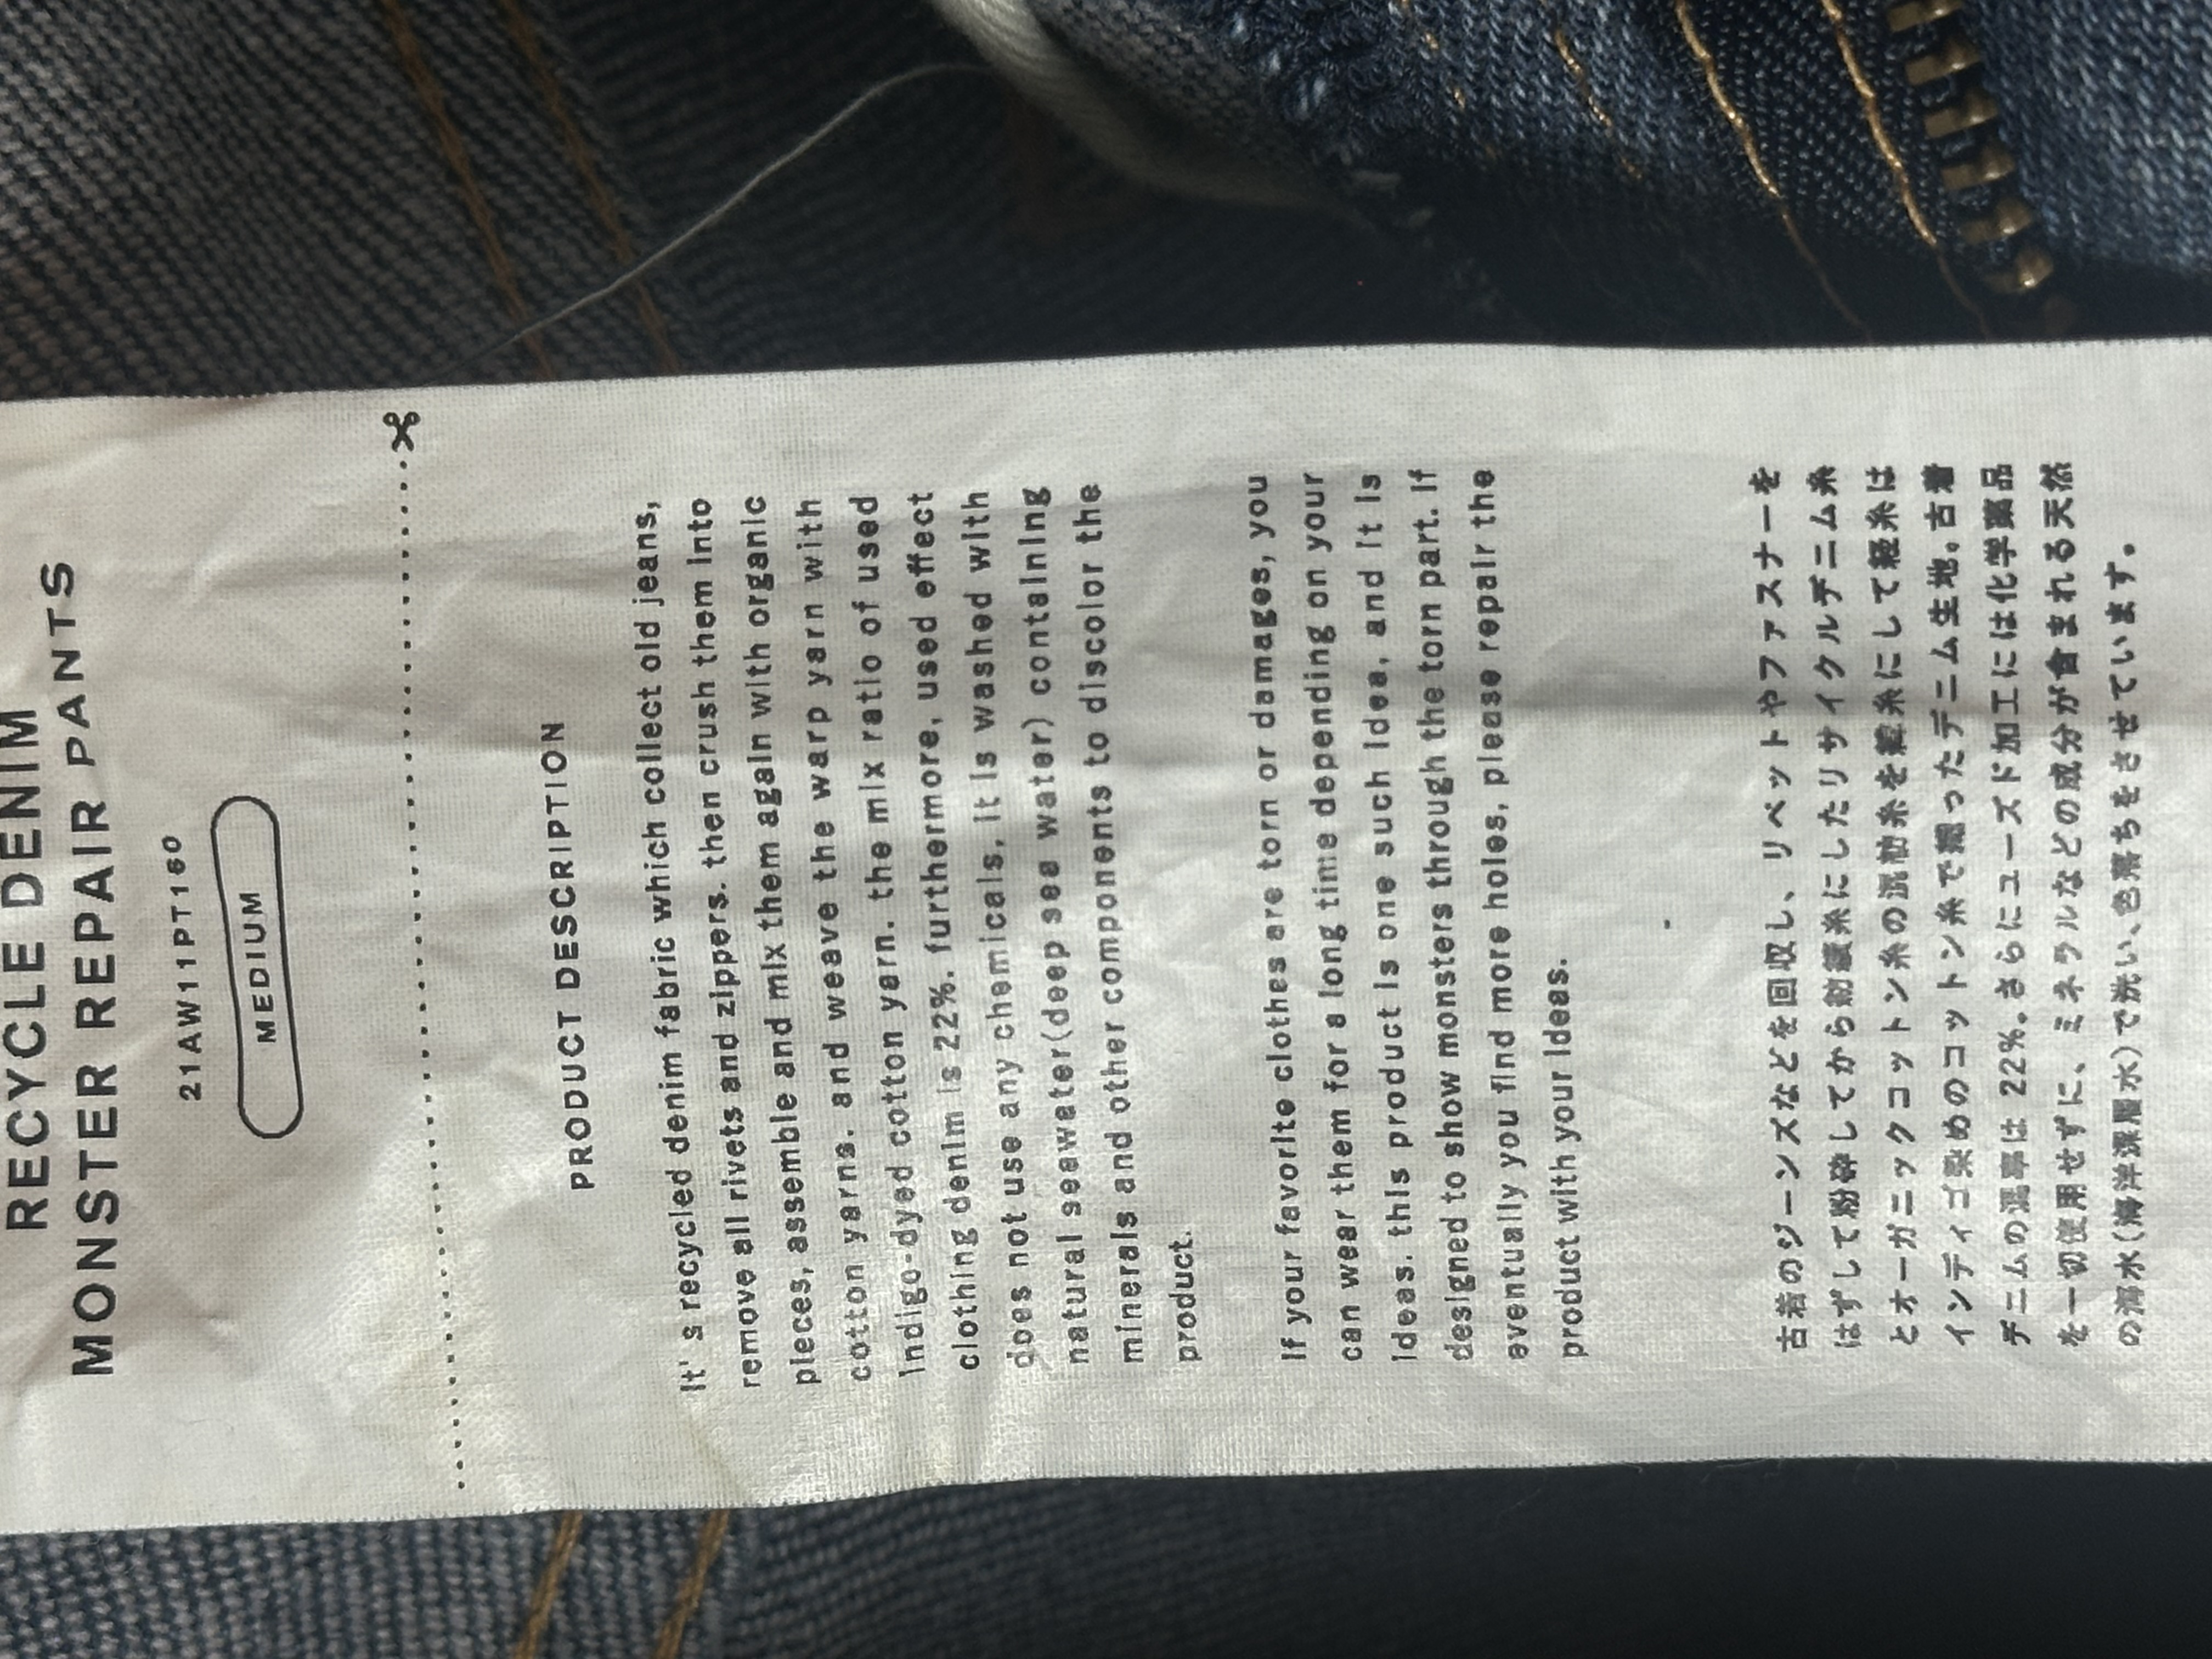 RECYCLE DENIM
MONSTER REPAIR PANTS
21AW11PT160
MEDIUM
PRODUCT DESCRIPTION
It's recycled denim fabric which collect old jeans,
remove all rivets and zippers. then crush them into
pieces, assemble and mix them again with organic
cotton yarns. and weave the warp yarn with
indigo-dyed cotton yarn. the mix ratio of used
clothing denim is 22%. furthermore, used effect
does not use any chemicals, it is washed with
natural seawater(deep sea water) containing
minerals and other components to discolor the
product.
If your favorite clothes are torn or damages, you
can wear them for a long time depending on your
ideas. this product is one such idea, and it is
designed to show monsters through the torn part. if
eventually you find more holes, please repair the
product with your ideas.
古着のジーンズなどを回収し、リベットやファスナーを
はずして粉砕してから紡績糸にしたリサイクルデニム糸
とオーガニックコットン糸の混紡糸を緯糸にして経糸は
インディゴ染めのコットン糸で織ったデニム生地。古着
デニムの混率は 22%。さらにユーズド加工には化学薬品
を一切使用せずに、ミネラルなどの成分が含まれる天然
の海水(海洋深層水)で洗い、色落ちをさせています。